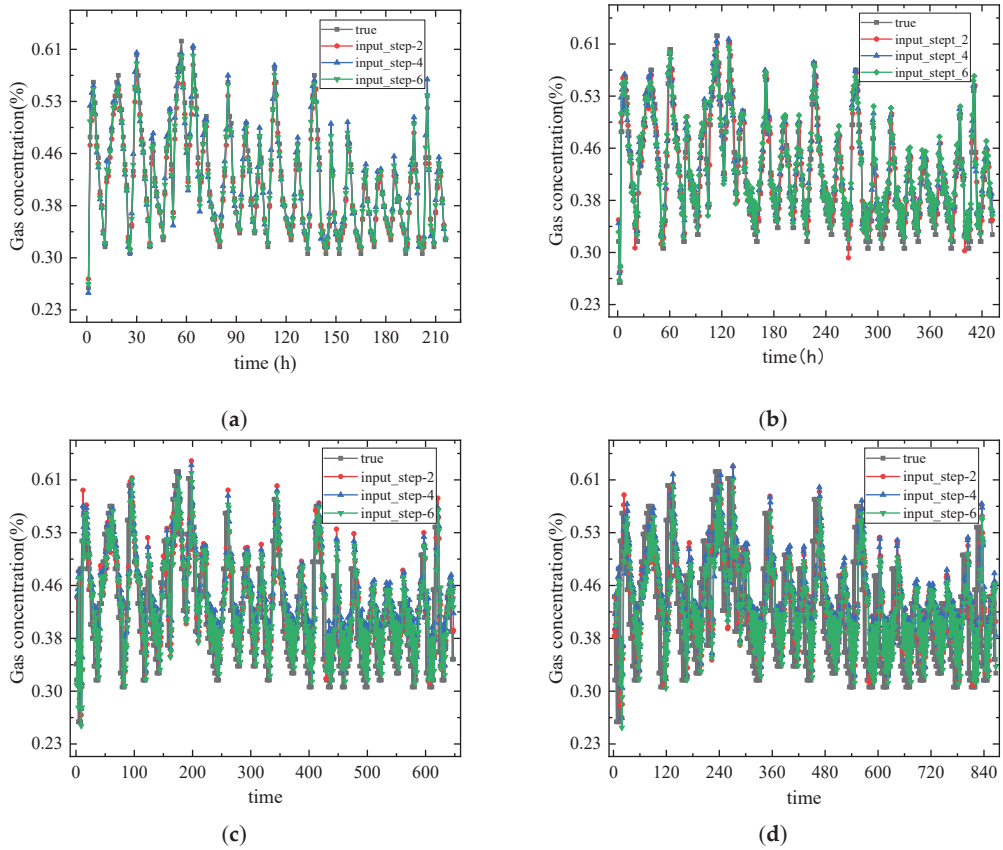 true
input_step-2
input_step-4
input_step-6
0.61
0.53
0.46
0.38
0.30
0.23
Gas concentration(%)
0 30 60 90 120 150 180 210
time (h)
(a)
true
input_stept_2
input_stept_4
input_stept_6
0.61
0.53
0.46
0.38
0.30
0.23
Gas concentration(%)
0 60 120 180 240 300 360 420
time(h)
(b)
true
input_step-2
input_step-4
input_step-6
0.61
0.53
0.46
0.38
0.30
0.23
Gas concentration(%)
0 100 200 300 400 500 600
time
(c)
true
input_step-2
input_step-4
input_step-6
0.61
0.53
0.46
0.38
0.30
0.23
Gas concentration(%)
0 120 240 360 480 600 720 840
time
(d)